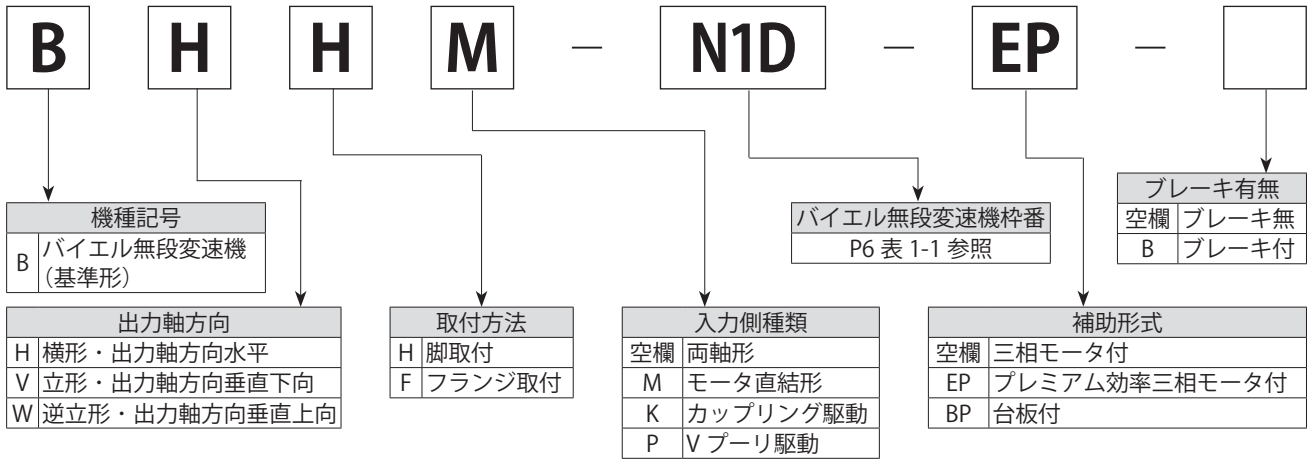 B H H M － N1D － EP －
機種記号
B バイエル無段変速機
（基準形）
出力軸方向
H 横形・出力軸方向水平
V 立形・出力軸方向垂直下向
W 逆立形・出力軸方向垂直上向
取付方法
H 脚取付
F フランジ取付
入力側種類
空欄 両軸形
M モータ直結形
K カップリング駆動
P V プーリ駆動
バイエル無段変速機枠番
P6 表 1-1 参照
補助形式
空欄 三相モータ付
EP プレミアム効率三相モータ付
BP 台板付
ブレーキ有無
空欄 ブレーキ無
B ブレーキ付